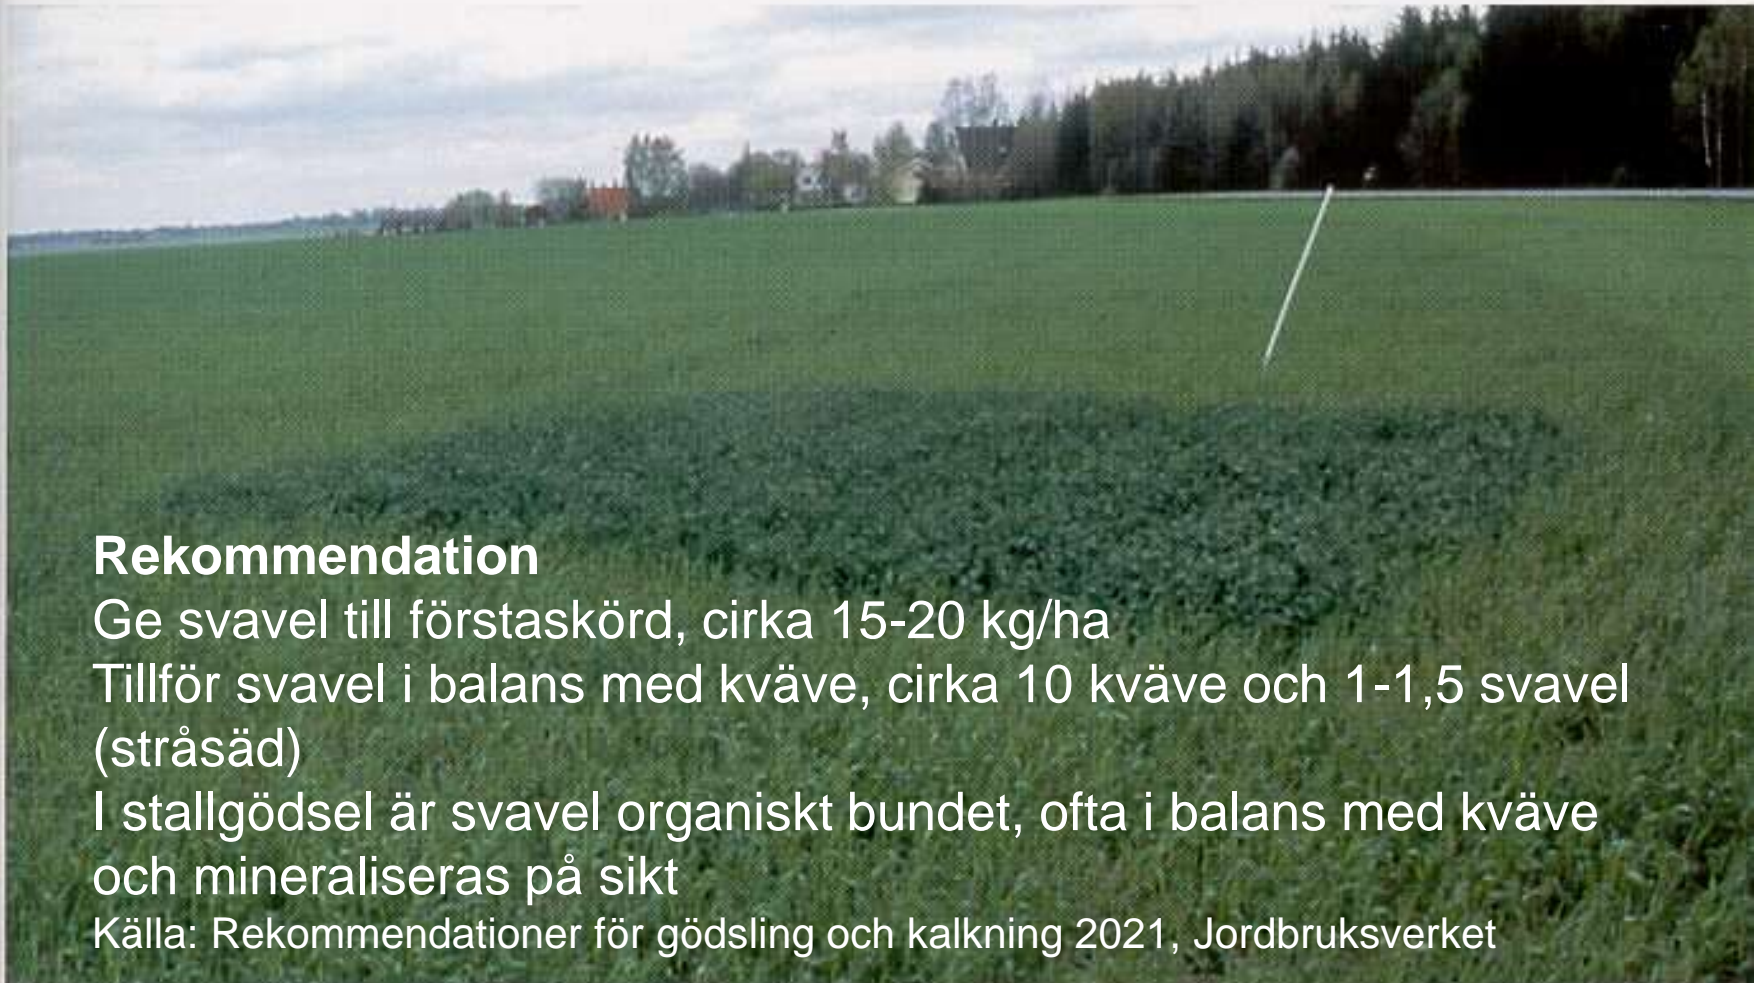 Rekommendation
Ge svavel till förstaskörd, cirka 15-20 kg/ha
Tillför svavel i balans med kväve, cirka 10 kväve och 1-1,5 svavel
(stråsäd)
I stallgödsel är svavel organiskt bundet, ofta i balans med kväve
och mineraliseras på sikt
Källa: Rekommendationer för gödsling och kalkning 2021, Jordbruksverket